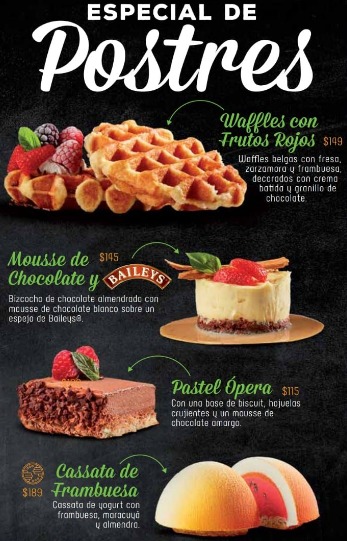 ESPECIAL DE
Postres
Waffles con
Frutos Rojos $149
Waffles belgas con fresa,
zarzamora y frambuesa,
decorados con crema
batida y granillo de
chocolate.
Mousse de $145
Chocolate y BAILEYS
Bizcocho de chocolate almendrado con
mousse de chocolate blanco sobre un
espejo de Baileys®.
Pastel Ópera $115
Con una base de biscuit, hojuelas
crujientes y un mousse de
chocolate amargo.
Cassata de
$189 Frambuesa
Cassata de yogurt con
frambuesa, maracuyá
y almendra.